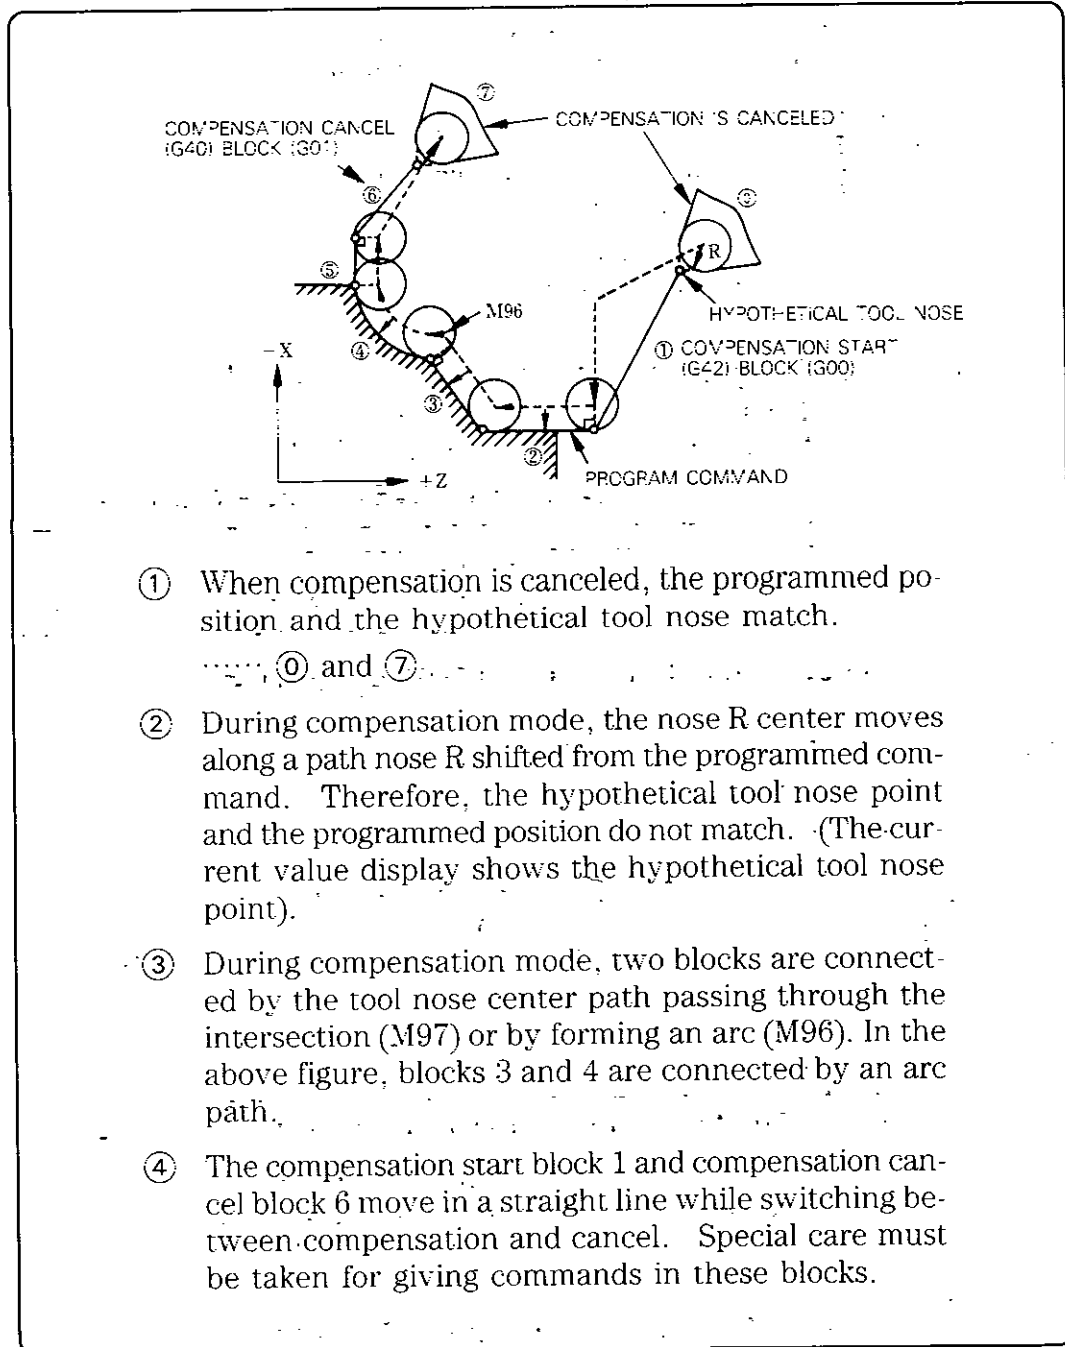 ⑦
COMPENSATION CANCEL
(G40) BLOCK (G01)
COMPENSATION IS CANCELED
⑥
⓪
R
⑤
HYPOTHETICAL TOOL NOSE
M96
-X
④
① COMPENSATION START
(G42) BLOCK (G00)
③
②
+Z
PROGRAM COMMAND
① When compensation is canceled, the programmed po-
sition and the hypothetical tool nose match.
...... ⓪ and ⑦
② During compensation mode, the nose R center moves
along a path nose R shifted from the programmed com-
mand. Therefore, the hypothetical tool nose point
and the programmed position do not match. (The cur-
rent value display shows the hypothetical tool nose
point).
③ During compensation mode, two blocks are connect-
ed by the tool nose center path passing through the
intersection (M97) or by forming an arc (M96). In the
above figure, blocks 3 and 4 are connected by an arc
path.
④ The compensation start block 1 and compensation can-
cel block 6 move in a straight line while switching be-
tween compensation and cancel. Special care must
be taken for giving commands in these blocks.